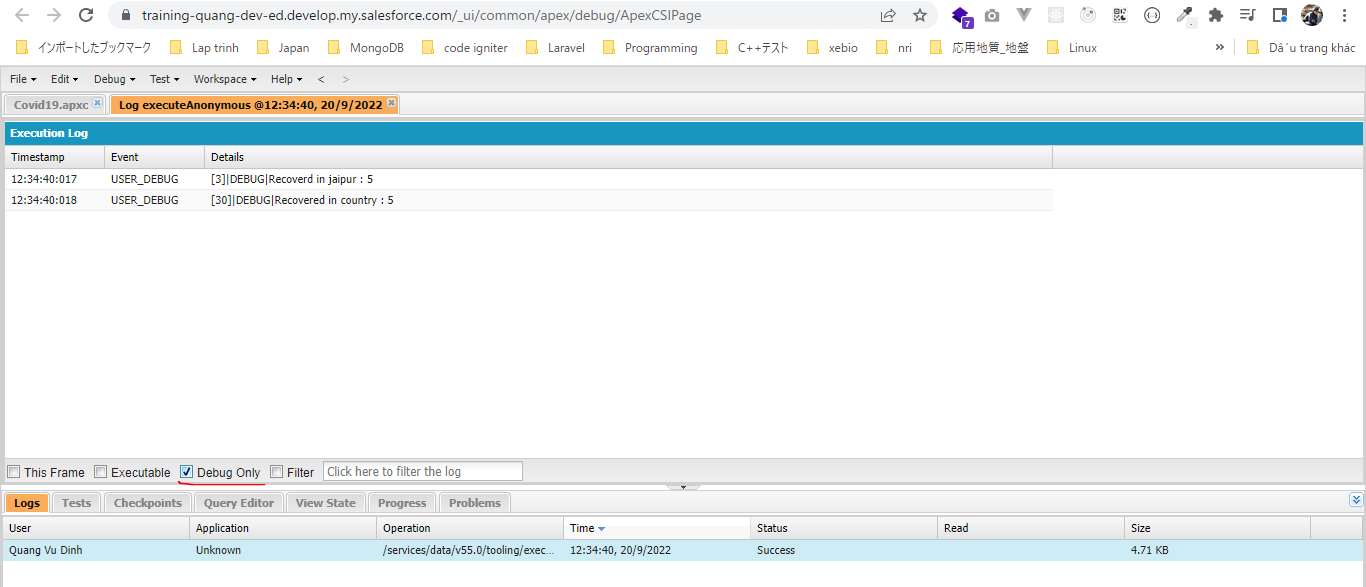 training-quang-dev-ed.develop.my.salesforce.com/_ui/common/apex/debug/ApexCSIPage
7
インポートしたブックマーク Lap trinh Japan MongoDB code igniter Laravel Programming C++テスト xebio nri 応用地質_地盤 Linux » Dấu trang khác
File Edit Debug Test Workspace Help < >
Covid19.apxc Log executeAnonymous @12:34:40, 20/9/2022
Execution Log
Timestamp Event Details
12:34:40:017 USER_DEBUG [3]|DEBUG|Recoverd in jaipur : 5
12:34:40:018 USER_DEBUG [30]|DEBUG|Recovered in country : 5
This Frame Executable Debug Only Filter Click here to filter the log
Logs Tests Checkpoints Query Editor View State Progress Problems
User Application Operation Time Status Read Size
Quang Vu Dinh Unknown /services/data/v55.0/tooling/exec... 12:34:40, 20/9/2022 Success 4.71 KB